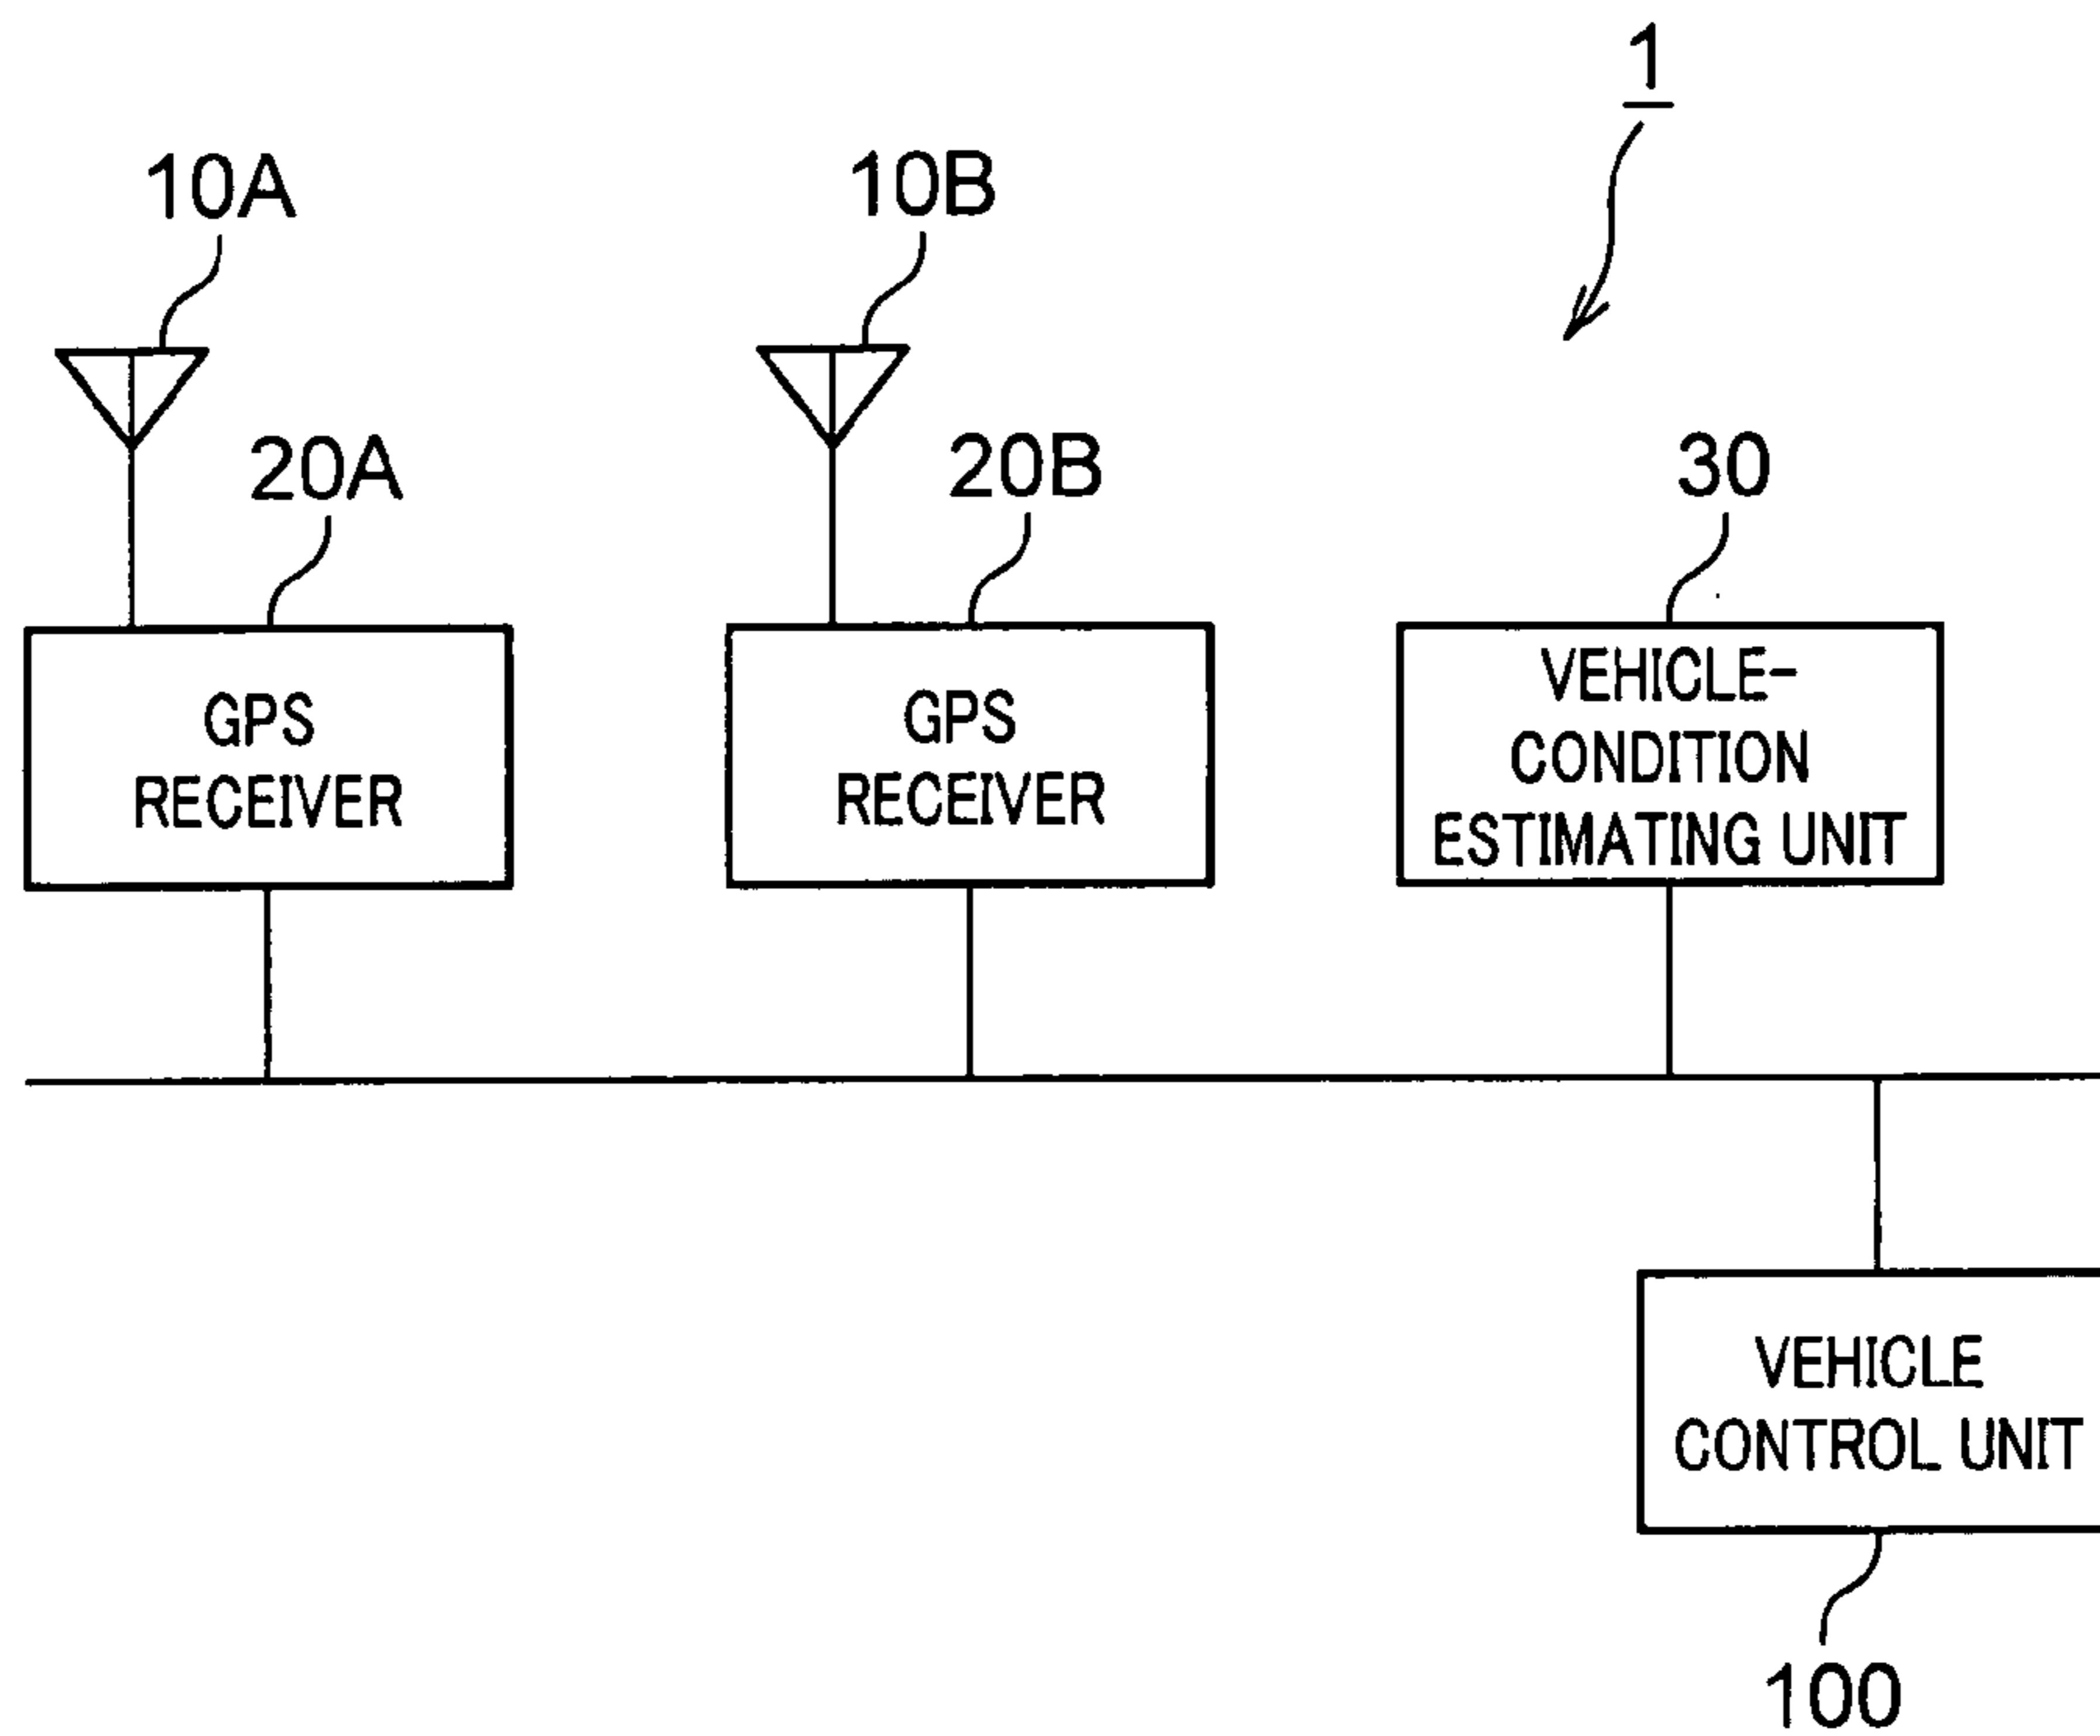 1
10A
10B
20A
20B
30
GPS
RECEIVER
GPS
RECEIVER
VEHICLE-
CONDITION
ESTIMATING UNIT
VEHICLE
CONTROL UNIT
100